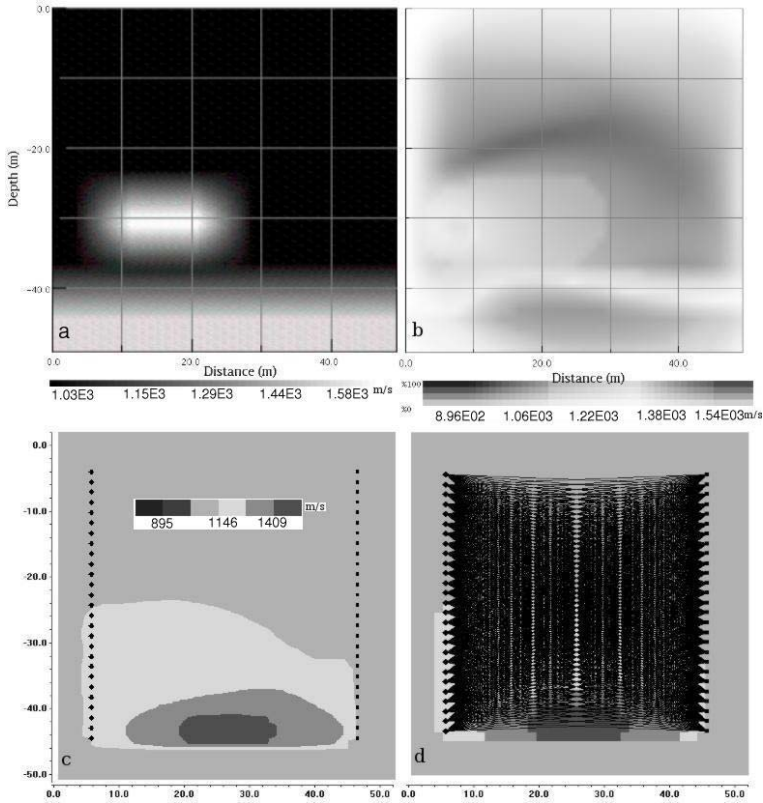 0.0
-20.0
-40.0
Depth (m)
a
b
0.0 20.0 40.0
Distance (m)
0.0 20.0 40.0
Distance (m)
1.03E3 1.15E3 1.29E3 1.44E3 1.58E3 m/s
%100
%0
8.96E02 1.06E03 1.22E03 1.38E03 1.54E03 m/s
0.0
-10.0
-20.0
-30.0
-40.0
-50.0
m/s
895 1146 1409
c
d
0.0 10.0 20.0 30.0 40.0 50.0
0.0 10.0 20.0 30.0 40.0 50.0